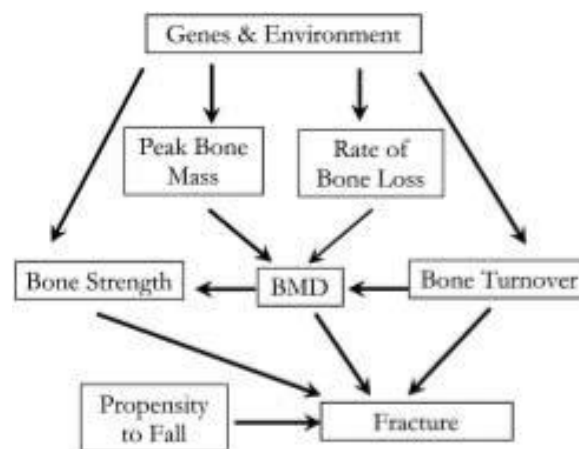 Genes & Environment
Peak Bone
Mass
Rate of
Bone Loss
Bone Strength
BMD
Bone Turnover
Propensity
to Fall
Fracture